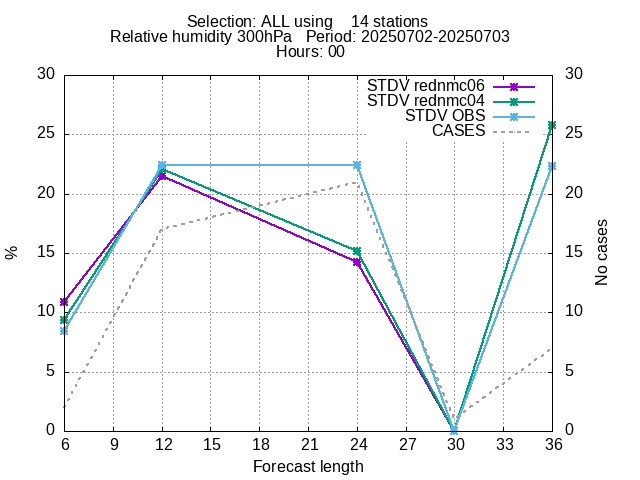 Selection: ALL using    14 stations
Relative humidity 300hPa   Period: 20250702-20250703
Hours: 00
STDV rednmc06
STDV rednmc04
STDV OBS
CASES
30
25
20
15
10
5
0
30
25
20
15
10
5
0
%
No cases
6 9 12 15 18 21 24 27 30 33 36
Forecast length